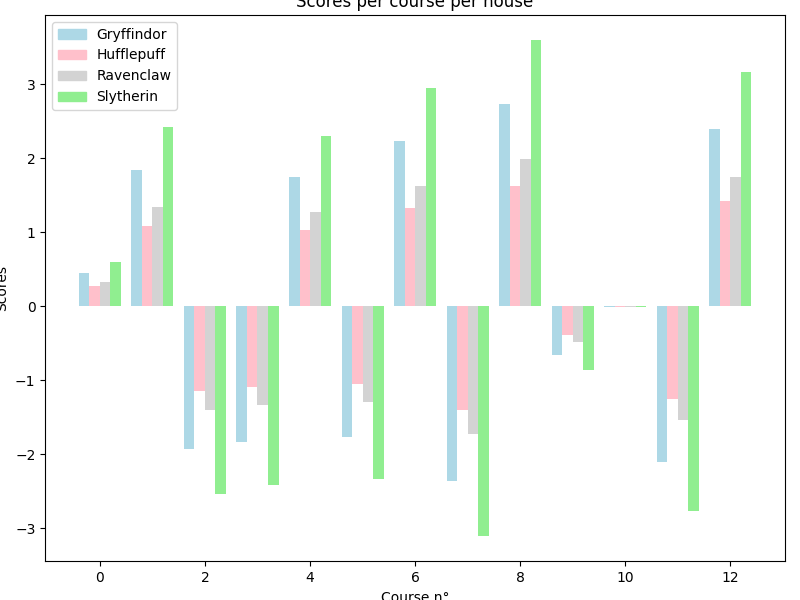 Scores per course per house
Gryffindor
Hufflepuff
Ravenclaw
Slytherin
Scores
3
2
1
0
−1
−2
−3
0 2 4 6 8 10 12
Course n°